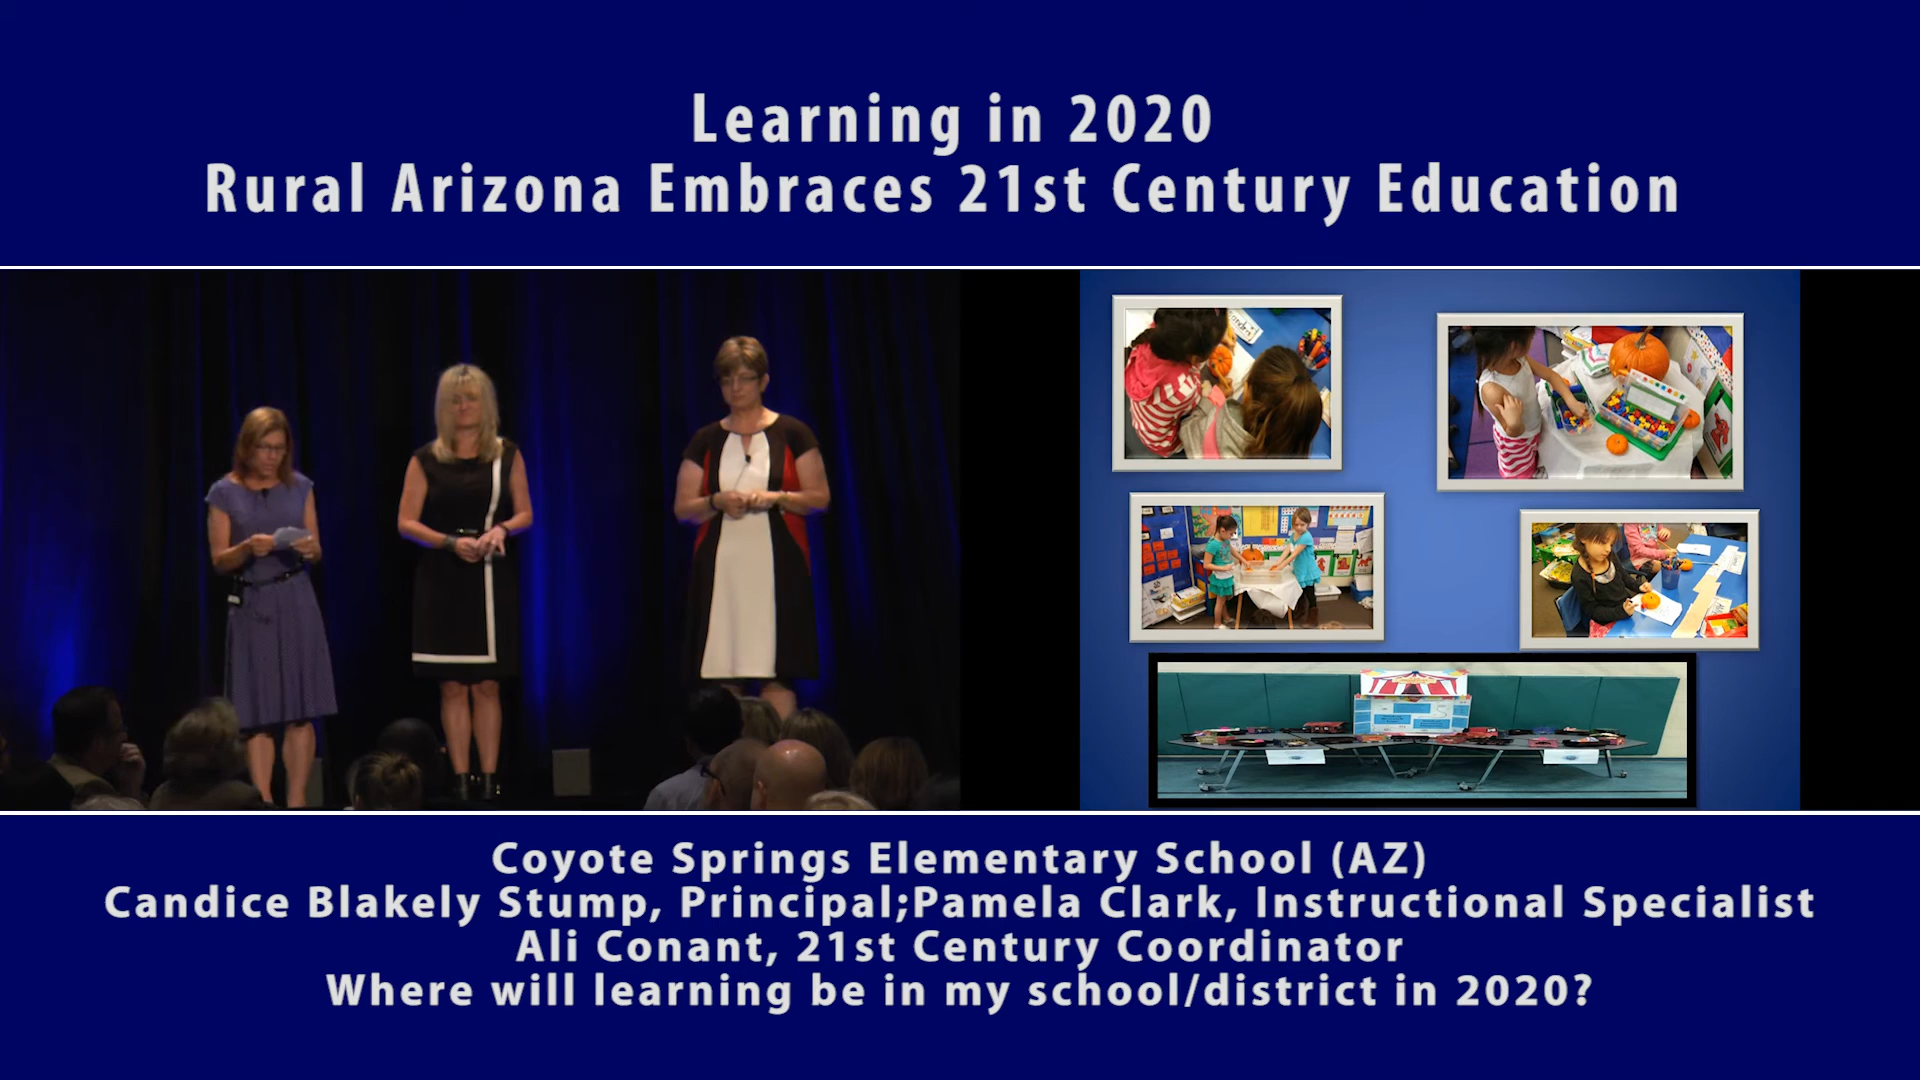 Learning in 2020
Rural Arizona Embraces 21st Century Education
Coyote Springs Elementary School (AZ)
Candice Blakely Stump, Principal;Pamela Clark, Instructional Specialist
Ali Conant, 21st Century Coordinator
Where will learning be in my school/district in 2020?